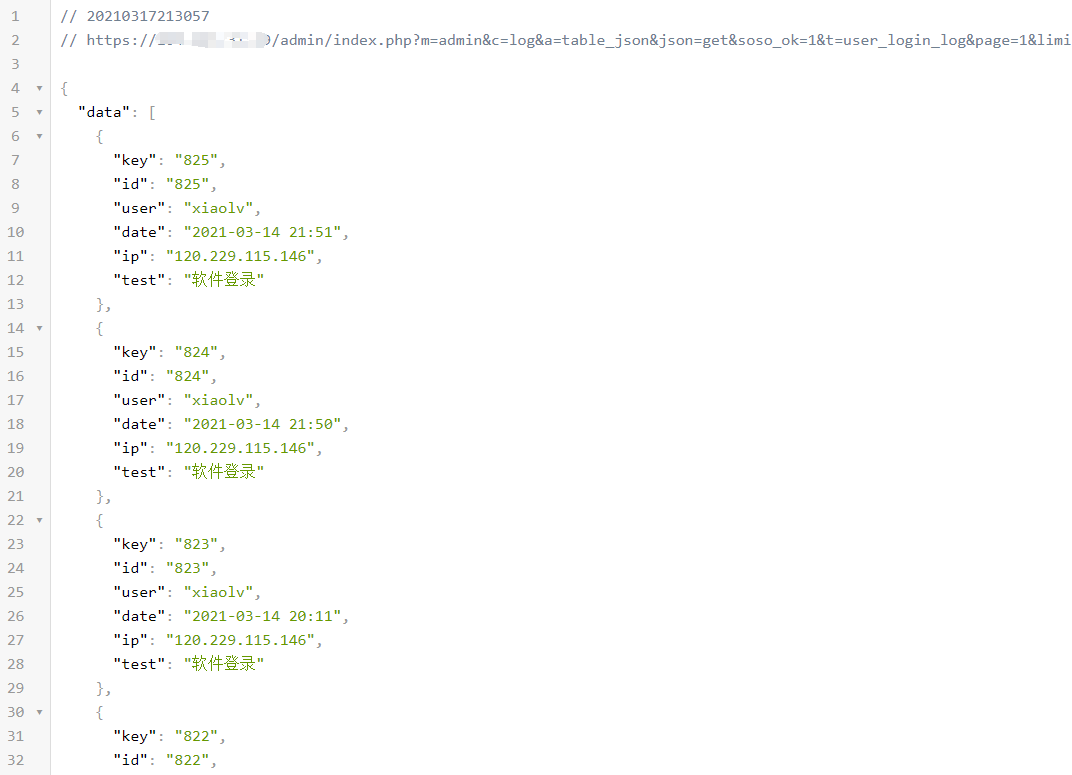 1 // 20210317213057
2 // https:// /admin/index.php?m=admin&c=log&a=table_json&json=get&soso_ok=1&t=user_login_log&page=1&limi
3
4 {
5 "data": [
6 {
7 "key": "825",
8 "id": "825",
9 "user": "xiaolv",
10 "date": "2021-03-14 21:51",
11 "ip": "120.229.115.146",
12 "test": "软件登录"
13 },
14 {
15 "key": "824",
16 "id": "824",
17 "user": "xiaolv",
18 "date": "2021-03-14 21:50",
19 "ip": "120.229.115.146",
20 "test": "软件登录"
21 },
22 {
23 "key": "823",
24 "id": "823",
25 "user": "xiaolv",
26 "date": "2021-03-14 20:11",
27 "ip": "120.229.115.146",
28 "test": "软件登录"
29 },
30 {
31 "key": "822",
32 "id": "822",